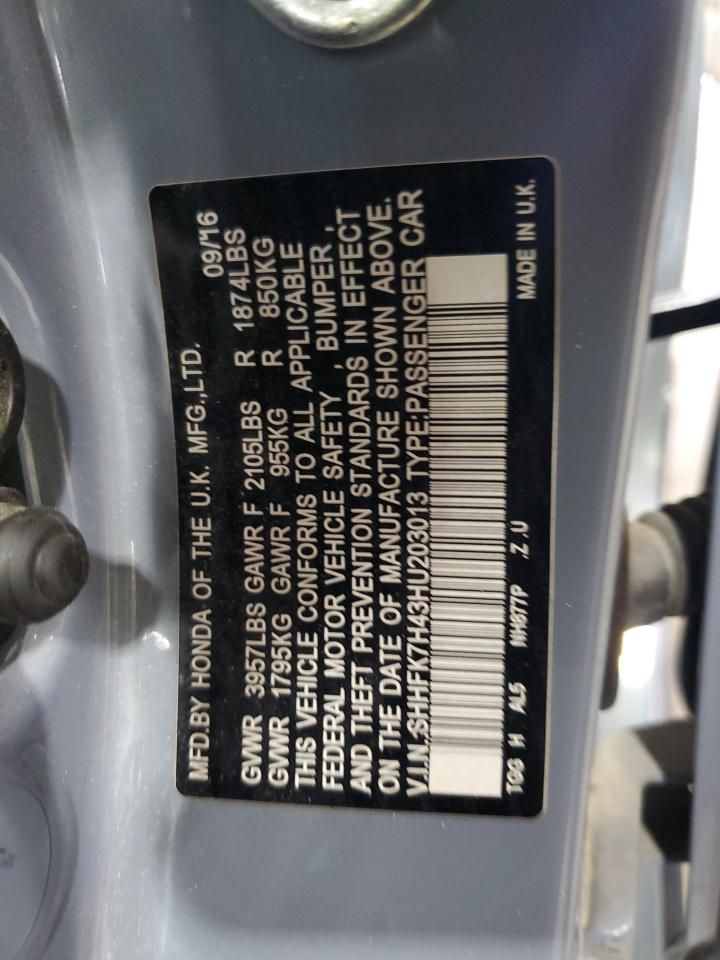 MFD.BY HONDA OF THE U.K. MFG.,LTD. 09/16
GVWR 3957LBS GAWR F 2105LBS R 1874LBS
GVWR 1795KG GAWR F 955KG R 850KG
THIS VEHICLE CONFORMS TO ALL APPLICABLE
FEDERAL MOTOR VEHICLE SAFETY , BUMPER ,
AND THEFT PREVENTION STANDARDS IN EFFECT
ON THE DATE OF MANUFACTURE SHOWN ABOVE.
V.I.N.:SHHFK7H43HU203013 TYPE:PASSENGER CAR
TGG H AL5 NH877P .Z .U MADE IN U.K.